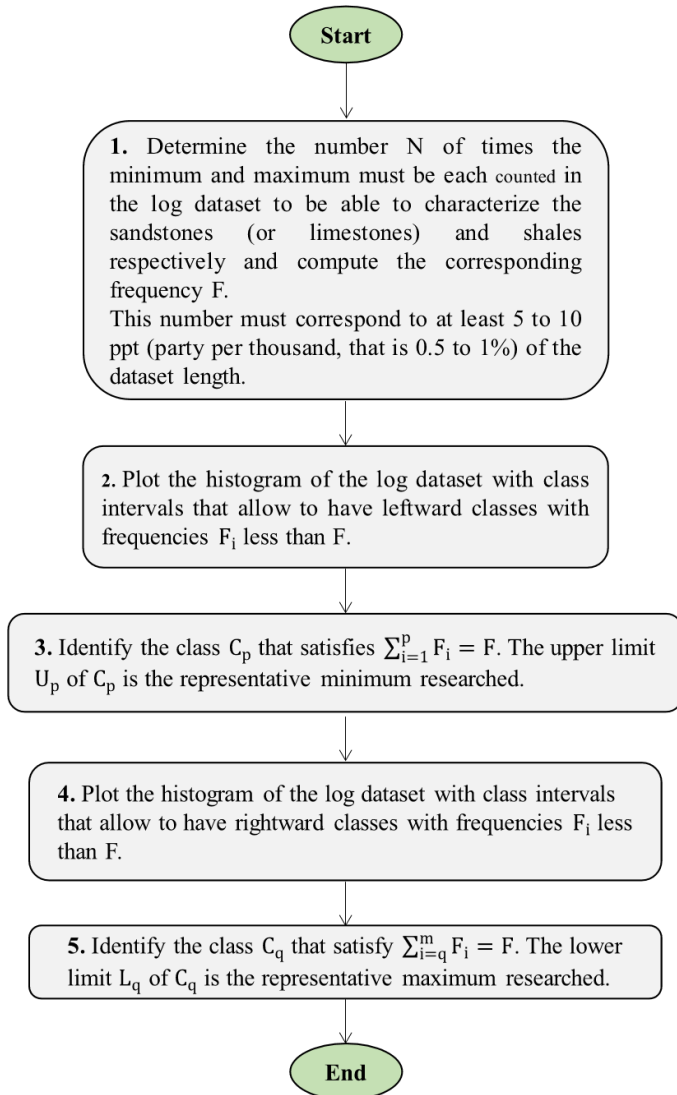 Start
1. Determine the number N of times the
minimum and maximum must be each counted in
the log dataset to be able to characterize the
sandstones (or limestones) and shales
respectively and compute the corresponding
frequency F.
This number must correspond to at least 5 to 10
ppt (party per thousand, that is 0.5 to 1%) of the
dataset length.
2. Plot the histogram of the log dataset with class
intervals that allow to have leftward classes with
frequencies Fᵢ less than F.
3. Identify the class Cₚ that satisfies ∑ᵢ₌₁ᵖ Fᵢ = F. The upper limit
Uₚ of Cₚ is the representative minimum researched.
4. Plot the histogram of the log dataset with class intervals
that allow to have rightward classes with frequencies Fᵢ less
than F.
5. Identify the class C_q that satisfy ∑_{i=q}^{m} Fᵢ = F. The lower
limit L_q of C_q is the representative maximum researched.
End